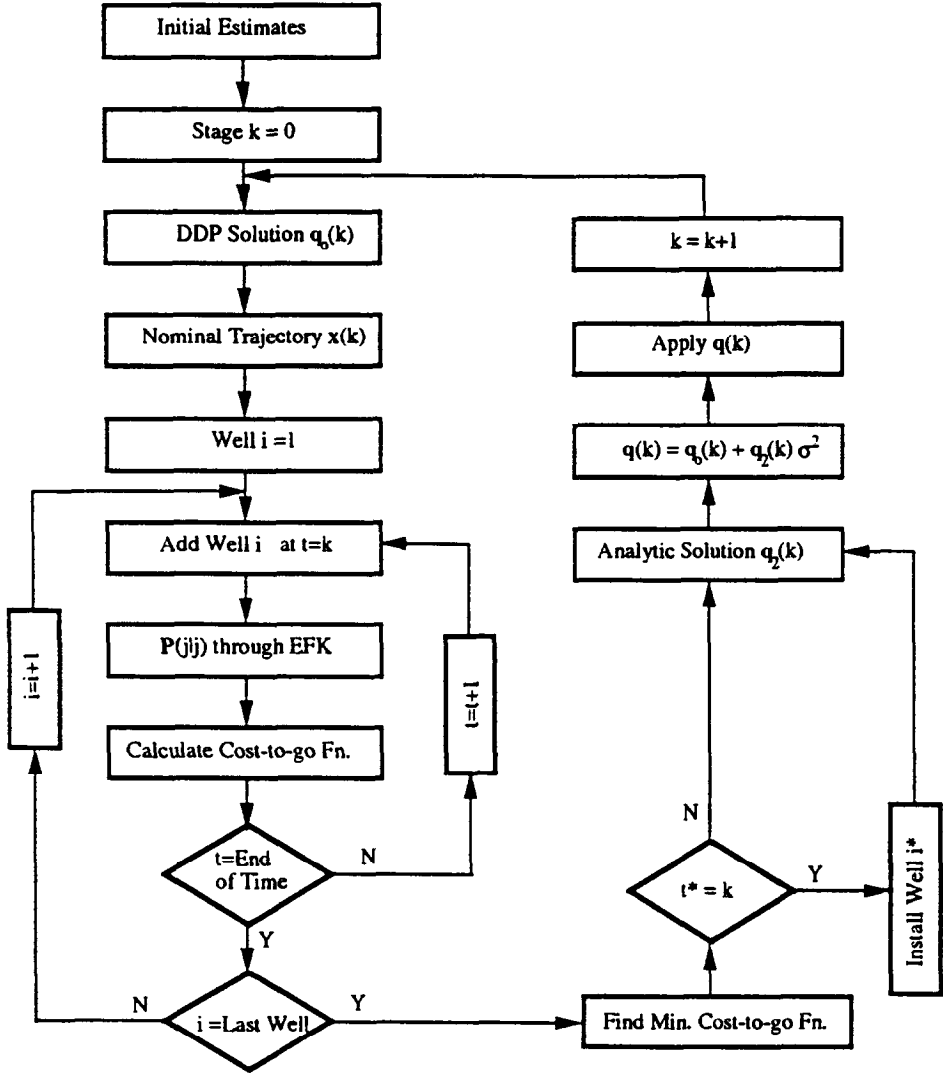 Initial Estimates
Stage k = 0
DDP Solution q₀(k)
Nominal Trajectory x(k)
Well i =1
Add Well i at t=k
P(j|j) through EFK
Calculate Cost-to-go Fn.
t=End
of Time
N
Y
i =Last Well
N
Y
i=i+1
t=t+1
k = k+1
Apply q(k)
q(k) = q₀(k) + q₂(k) σ²
Analytic Solution q₂(k)
N
t* = k
Y
Install Well i*
Find Min. Cost-to-go Fn.